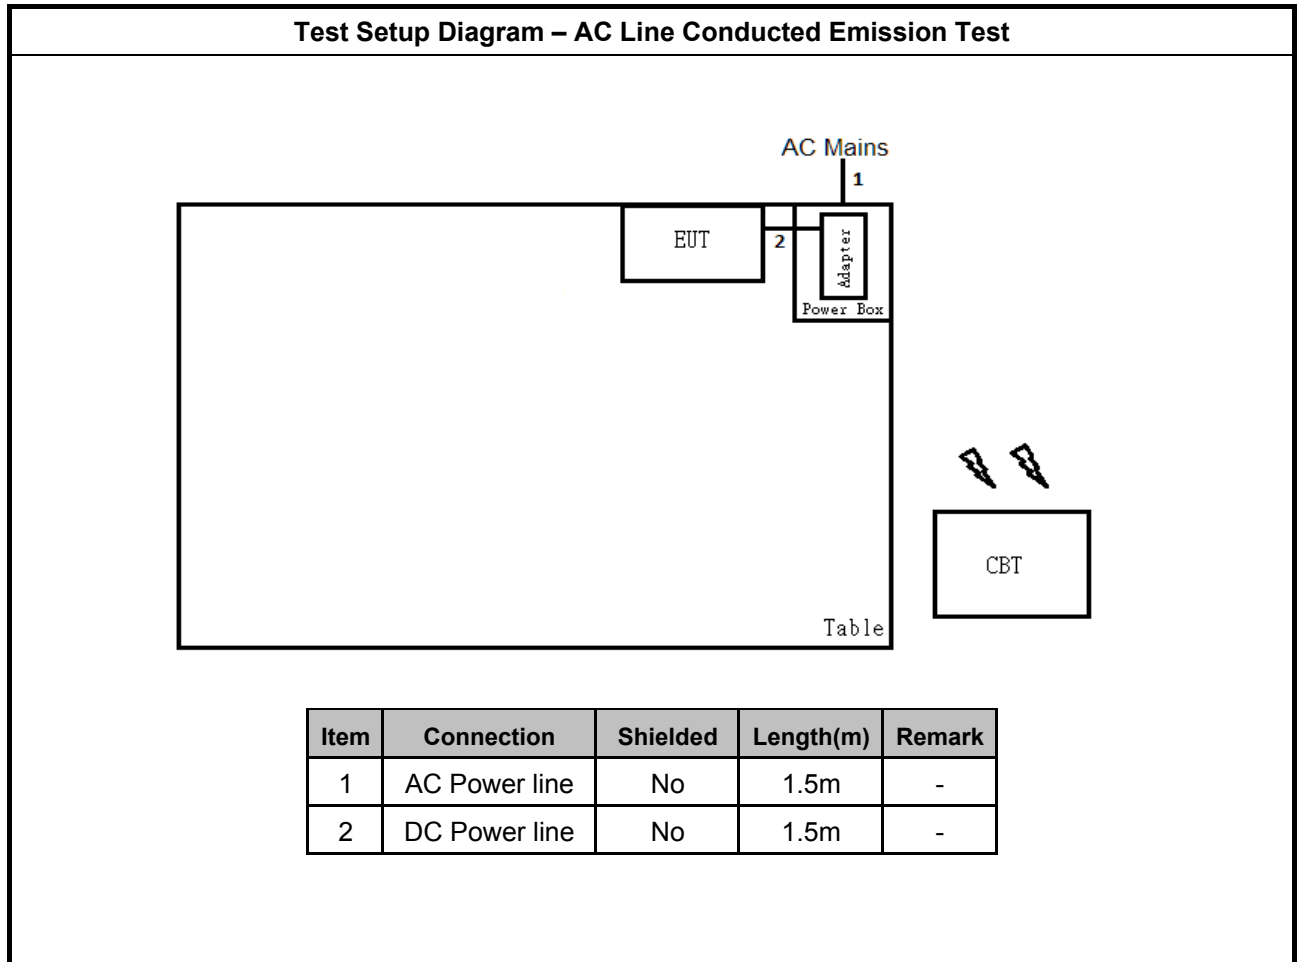 Test Setup Diagram – AC Line Conducted Emission Test
AC Mains
1
EUT
2
Adapter
Power Box
CBT
Table
Item Connection Shielded Length(m) Remark
1 AC Power line No 1.5m -
2 DC Power line No 1.5m -